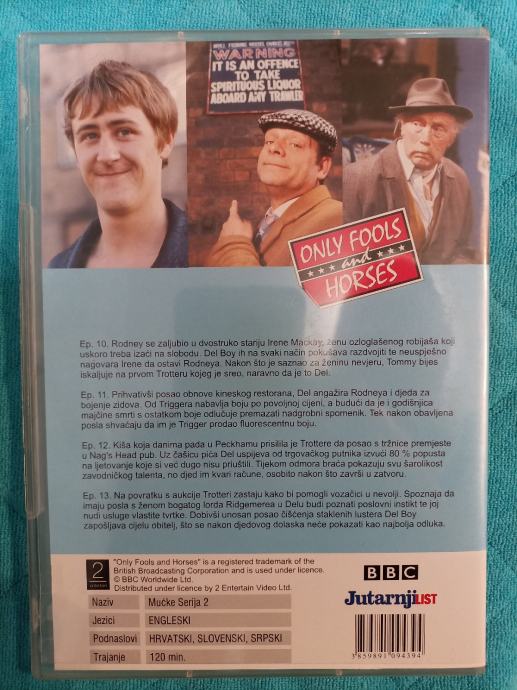 WARNING
IT IS AN OFFENCE
TO TAKE
SPIRITUOUS LIQUOR
ABOARD ANY TRAWLER
ONLY FOOLS
and
HORSES
Ep. 10. Rodney se zaljubio u dvostruko stariju Irene Mackay, ženu ozloglašenog robijaša koji
uskoro treba izaći na slobodu. Del Boy ih na svaki način pokušava razdvojiti te neuspješno
nagovara Irene da ostavi Rodneya. Nakon što je saznao za ženinu nevjeru, Tommy bijes
iskaljuje na prvom Trotteru kojeg je sreo, naravno da je to Del.
Ep. 11. Prihvativši posao obnove kineskog restorana, Del angažira Rodneya i djeda za
bojenje zidova. Od Triggera nabavlja boju po povoljnoj cijeni, a budući da je i godišnjica
majčine smrti s ostatkom boje odlučuje premazati nadgrobni spomenik. Tek nakon obavljena
posla shvaćaju da im je Trigger prodao fluorescentnu boju.
Ep. 12. Kiša koja danima pada u Peckhamu prisilila je Trottere da posao s tržnice premjeste
u Nag's Head pub. Uz čašicu pića Del uspijeva od trgovačkog putnika izvući 80 % popusta
na ljetovanje koje si već dugo nisu priuštili. Tijekom odmora braća pokazuju svu šarolikost
zavodničkog talenta, no djed im kvari račune, osobito nakon što završi u zatvoru.
Ep. 13. Na povratku s aukcije Trotteri zastaju kako bi pomogli vozačici u nevolji. Spoznaja da
imaju posla s ženom bogatog lorda Ridgemerea u Delu budi poznati poslovni instikt te joj
nudi usluge vlastite tvrtke. Dobivši unosan posao čišćenja staklenih lustera Del Boy
zapošljava cijelu obitelj, što se nakon djedovog dolaska neće pokazati kao najbolja odluka.
2
"Only Fools and Horses" is a registered trademark of the
British Broadcasting Corporation and is used under licence.
© BBC Worldwide Ltd.
Distributed under licence by 2 Entertain Video Ltd.
BBC
Jutarnji LIST
Naziv Mućke Serija 2
Jezici ENGLESKI
Podnaslovi HRVATSKI, SLOVENSKI, SRPSKI
Trajanje 120 min.
3859891094394